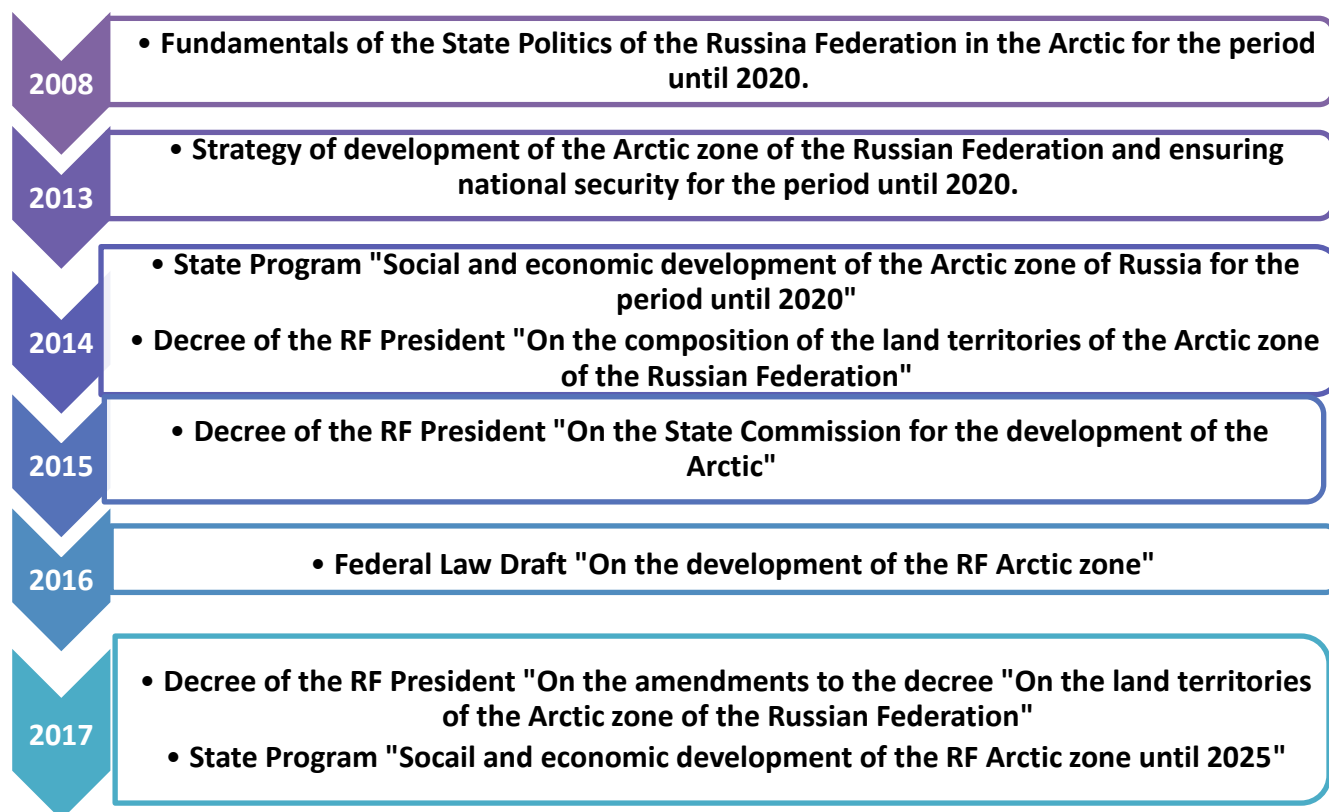 2008
• Fundamentals of the State Politics of the Russina Federation in the Arctic for the period
until 2020.
2013
• Strategy of development of the Arctic zone of the Russian Federation and ensuring
national security for the period until 2020.
2014
• State Program "Social and economic development of the Arctic zone of Russia for the
period until 2020"
• Decree of the RF President "On the composition of the land territories of the Arctic zone
of the Russian Federation"
2015
• Decree of the RF President "On the State Commission for the development of the
Arctic"
2016
• Federal Law Draft "On the development of the RF Arctic zone"
2017
• Decree of the RF President "On the amendments to the decree "On the land territories
of the Arctic zone of the Russian Federation"
• State Program "Socail and economic development of the RF Arctic zone until 2025"